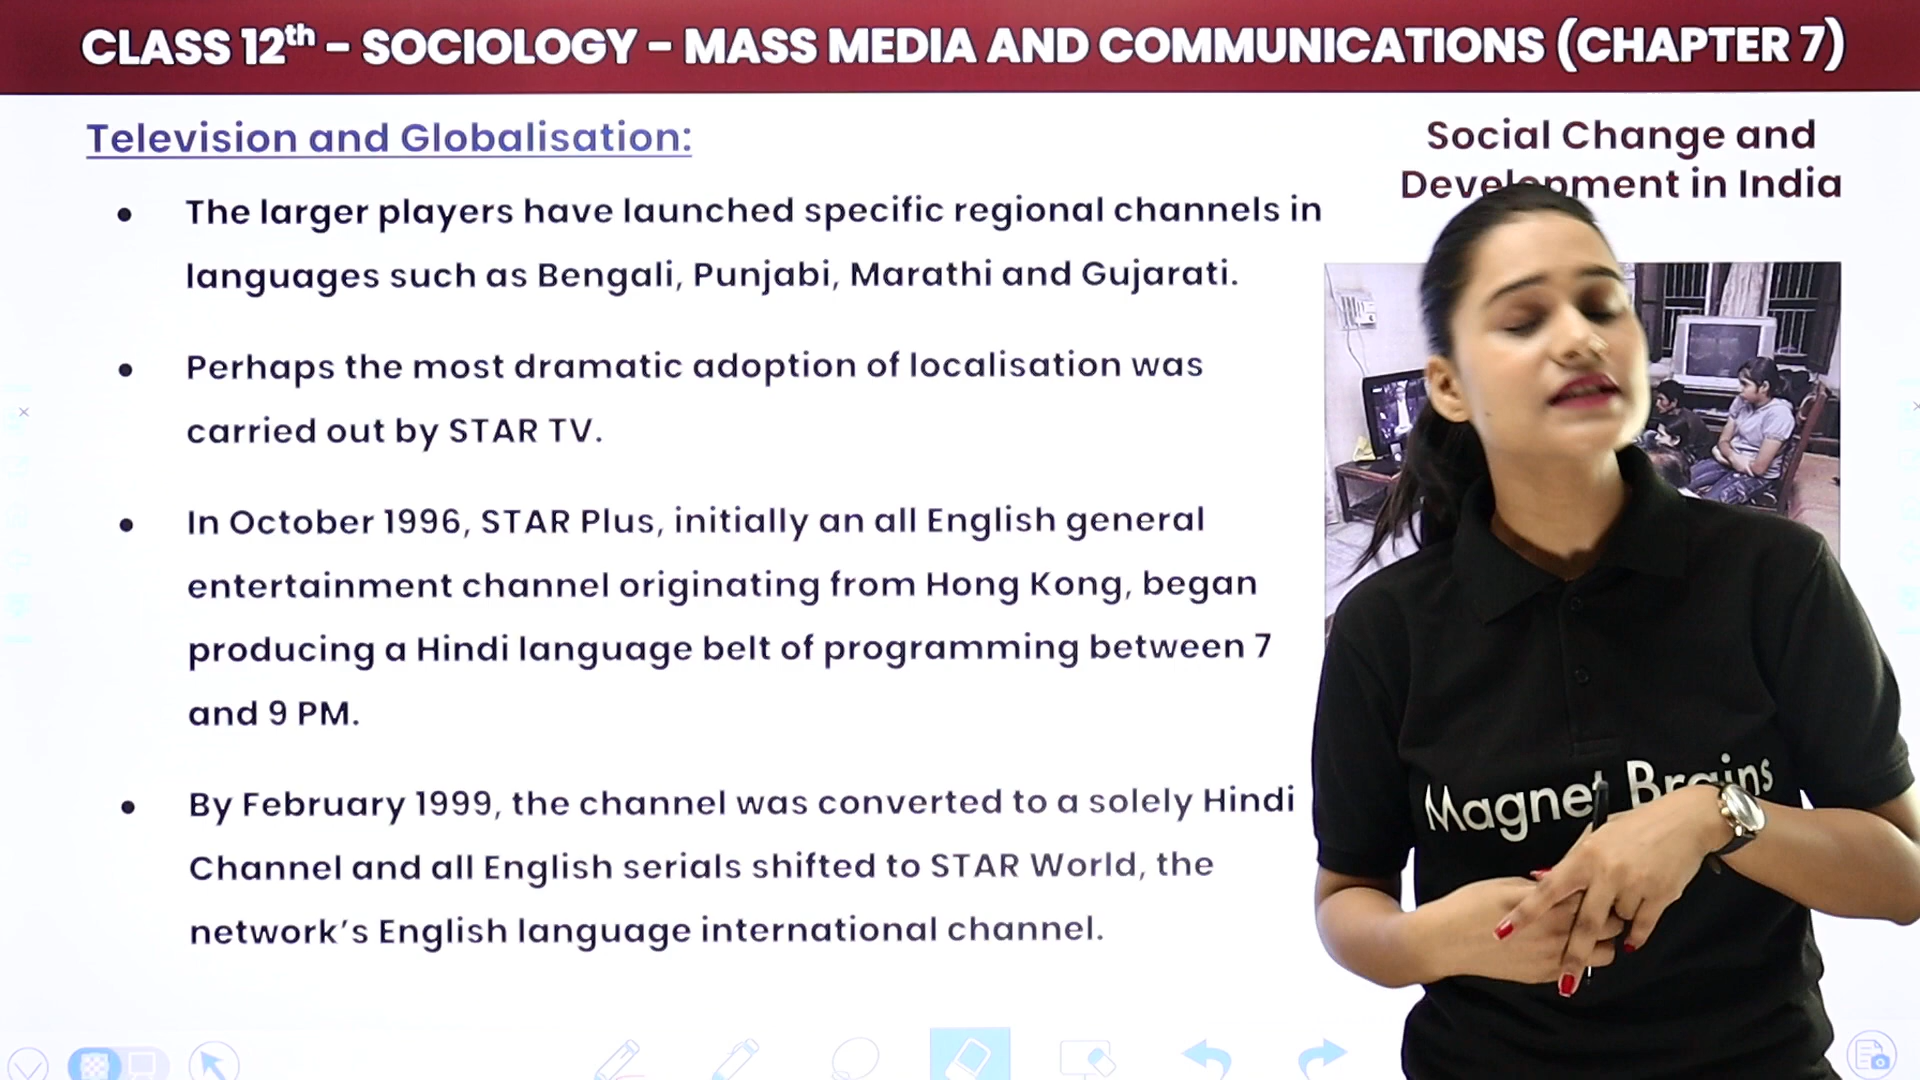 CLASS 12th – SOCIOLOGY – MASS MEDIA AND COMMUNICATIONS (CHAPTER 7)
Television and Globalisation:
Social Change and
Development in India
• The larger players have launched specific regional channels in
languages such as Bengali, Punjabi, Marathi and Gujarati.
• Perhaps the most dramatic adoption of localisation was
carried out by STAR TV.
• In October 1996, STAR Plus, initially an all English general
entertainment channel originating from Hong Kong, began
producing a Hindi language belt of programming between 7
and 9 PM.
• By February 1999, the channel was converted to a solely Hindi
Channel and all English serials shifted to STAR World, the
network’s English language international channel.
Magnet Brains